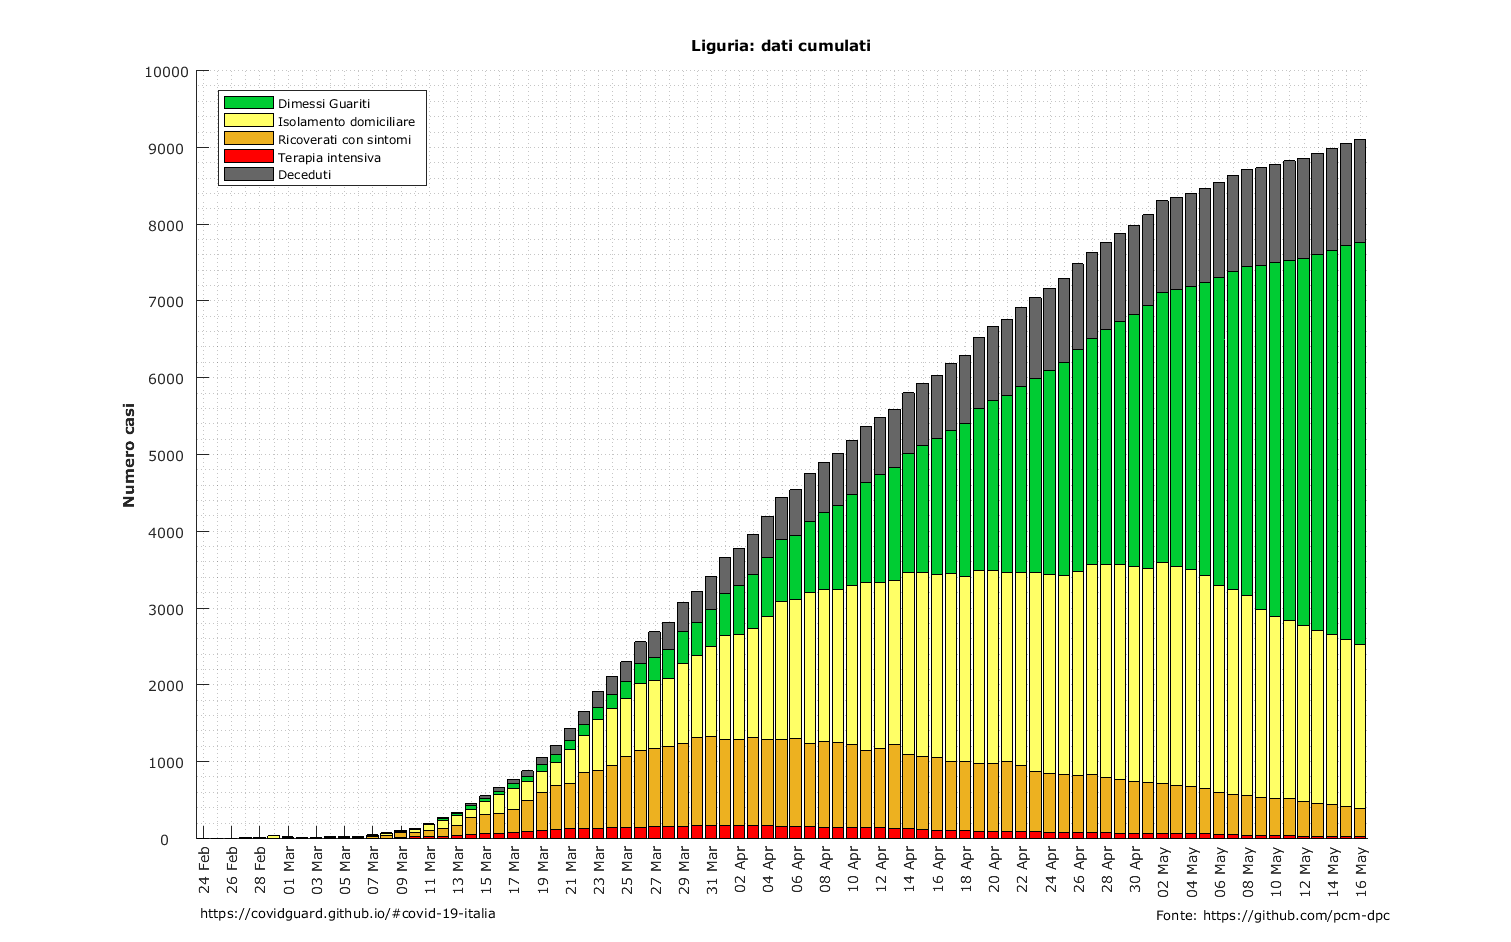 Liguria: dati cumulati
10000
9000
8000
7000
6000
5000
4000
3000
2000
1000
0
Numero casi
Dimessi Guariti
Isolamento domiciliare
Ricoverati con sintomi
Terapia intensiva
Deceduti
24 Feb
26 Feb
28 Feb
01 Mar
03 Mar
05 Mar
07 Mar
09 Mar
11 Mar
13 Mar
15 Mar
17 Mar
19 Mar
21 Mar
23 Mar
25 Mar
27 Mar
29 Mar
31 Mar
02 Apr
04 Apr
06 Apr
08 Apr
10 Apr
12 Apr
14 Apr
16 Apr
18 Apr
20 Apr
22 Apr
24 Apr
26 Apr
28 Apr
30 Apr
02 May
04 May
06 May
08 May
10 May
12 May
14 May
16 May
https://covidguard.github.io/#covid-19-italia
Fonte: https://github.com/pcm-dpc